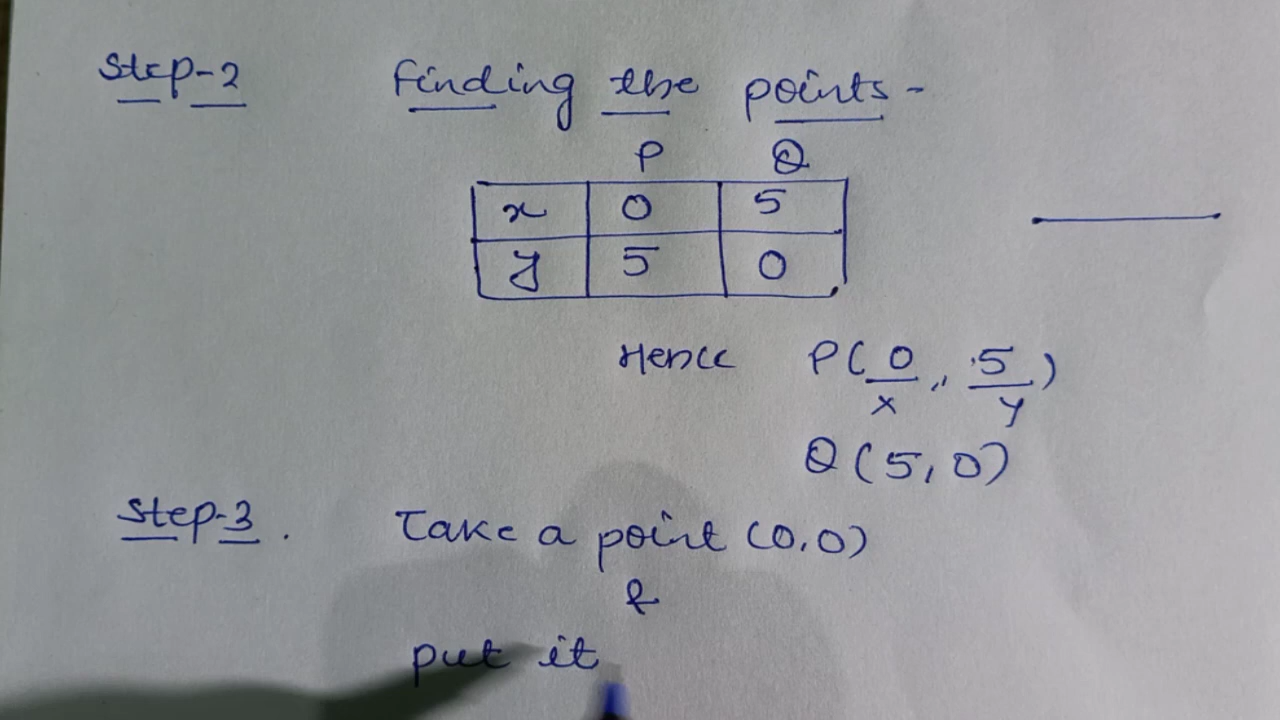 Step-2 Finding the points-
P Q
x 0 5
y 5 0
Hence P(0, 5)
x y
Q(5,0)
Step-3. Take a point (0,0)
&
put it